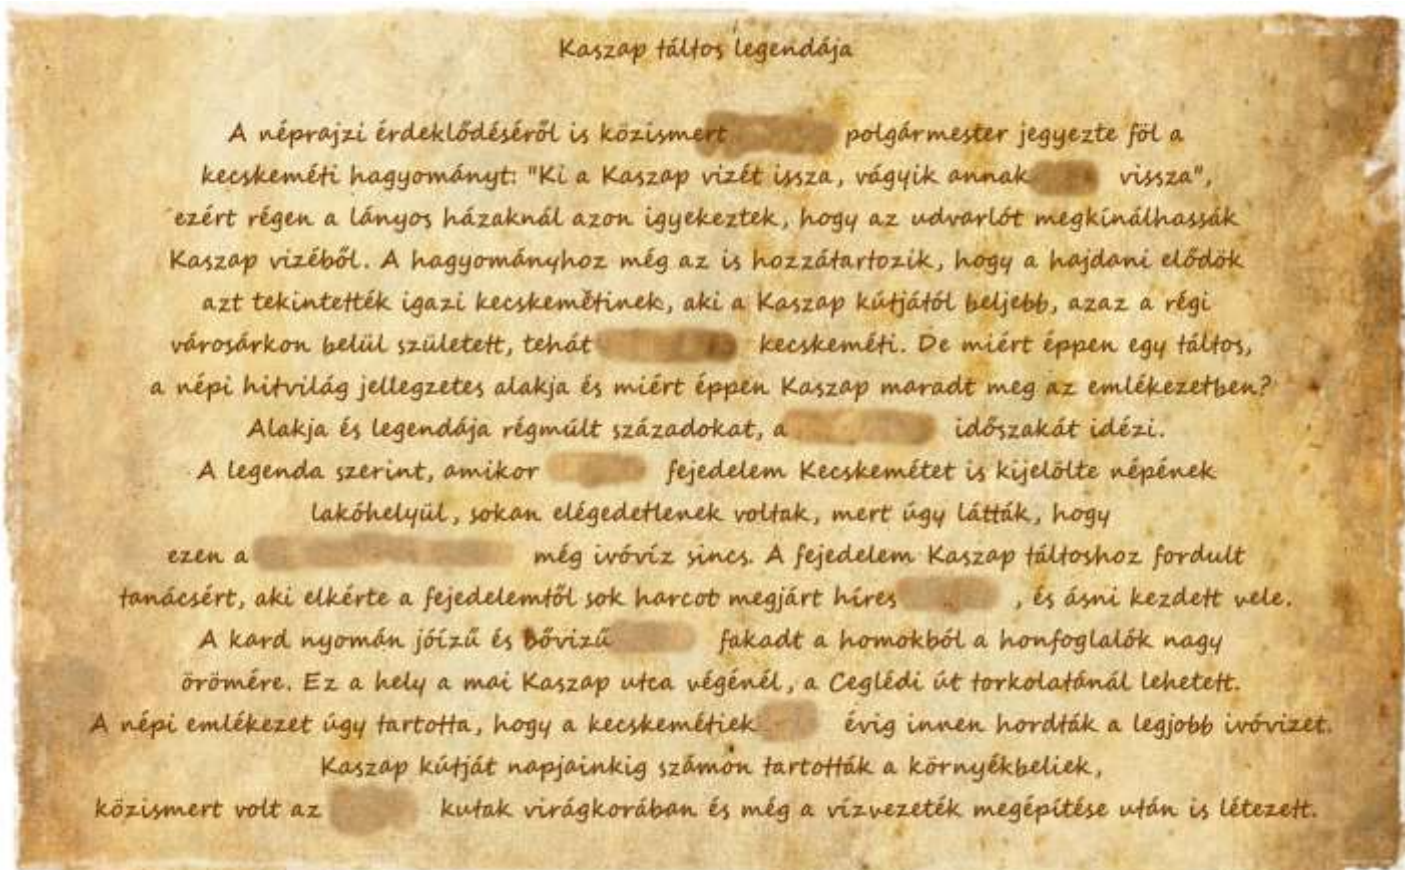 Kaszap táltos legendája
A néprajzi érdeklődéséről is közismert polgármester jegyezte föl a
kecskeméti hagyományt: "Ki a Kaszap vizét issza, vágyik annak vissza",
ezért régen a lányos házaknál azon igyekeztek, hogy az udvarlót megkínálhassák
Kaszap vizéből. A hagyományhoz még az is hozzátartozik, hogy a hajdani elődök
azt tekintették igazi kecskemétinek, aki a Kaszap kútjától beljebb, azaz a régi
városárkon belül született, tehát kecskeméti. De miért éppen egy táltos,
a népi hitvilág jellegzetes alakja és miért éppen Kaszap maradt meg az emlékezetben?
Alakja és legendája régmúlt századokat, a időszakát idézi.
A legenda szerint, amikor fejedelem Kecskemétet is kijelölte népének
lakóhelyül, sokan elégedetlenek voltak, mert úgy látták, hogy
ezen a még ivóvíz sincs. A fejedelem Kaszap táltoshoz fordult
tanácsért, aki elkérte a fejedelemtől sok harcot megjárt híres , és ásni kezdett vele.
A kard nyomán jóízű és bővizű fakadt a homokból a honfoglalók nagy
örömére. Ez a hely a mai Kaszap utca végénél, a Ceglédi út torkolatánál lehetett.
A népi emlékezet úgy tartotta, hogy a kecskemétiek évig innen hordták a legjobb ivóvizet.
Kaszap kútját napjainkig számon tartották a környékbeliek,
közismert volt az kutak virágkorában és még a vízvezeték megépítése után is létezett.